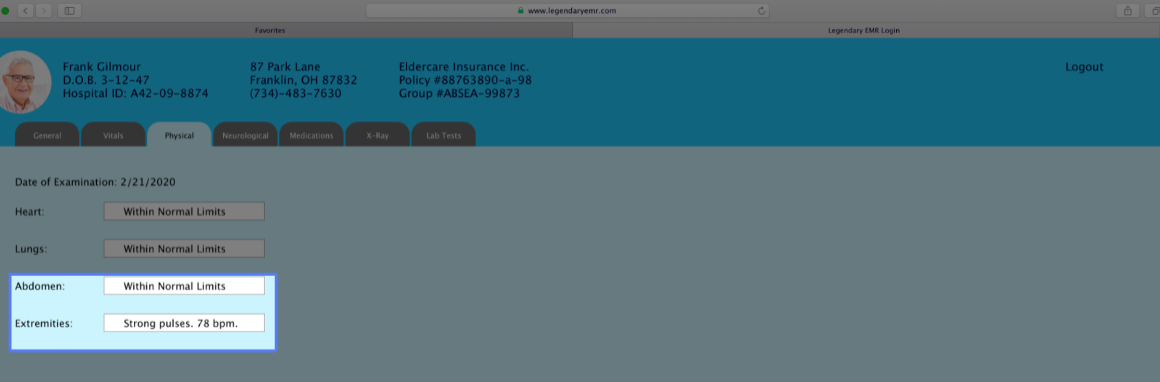 www.legendaryemr.com
Favorites
Legendary EMR Login
Frank Gilmour
D.O.B. 3-12-47
Hospital ID: A42-09-8874
87 Park Lane
Franklin, OH 87832
(734)-483-7630
Eldercare Insurance Inc.
Policy #88763890-a-98
Group #ABSEA-99873
Logout
General
Vitals
Physical
Neurological
Medications
X-Ray
Lab Tests
Date of Examination: 2/21/2020
Heart: Within Normal Limits
Lungs: Within Normal Limits
Abdomen: Within Normal Limits
Extremities: Strong pulses. 78 bpm.